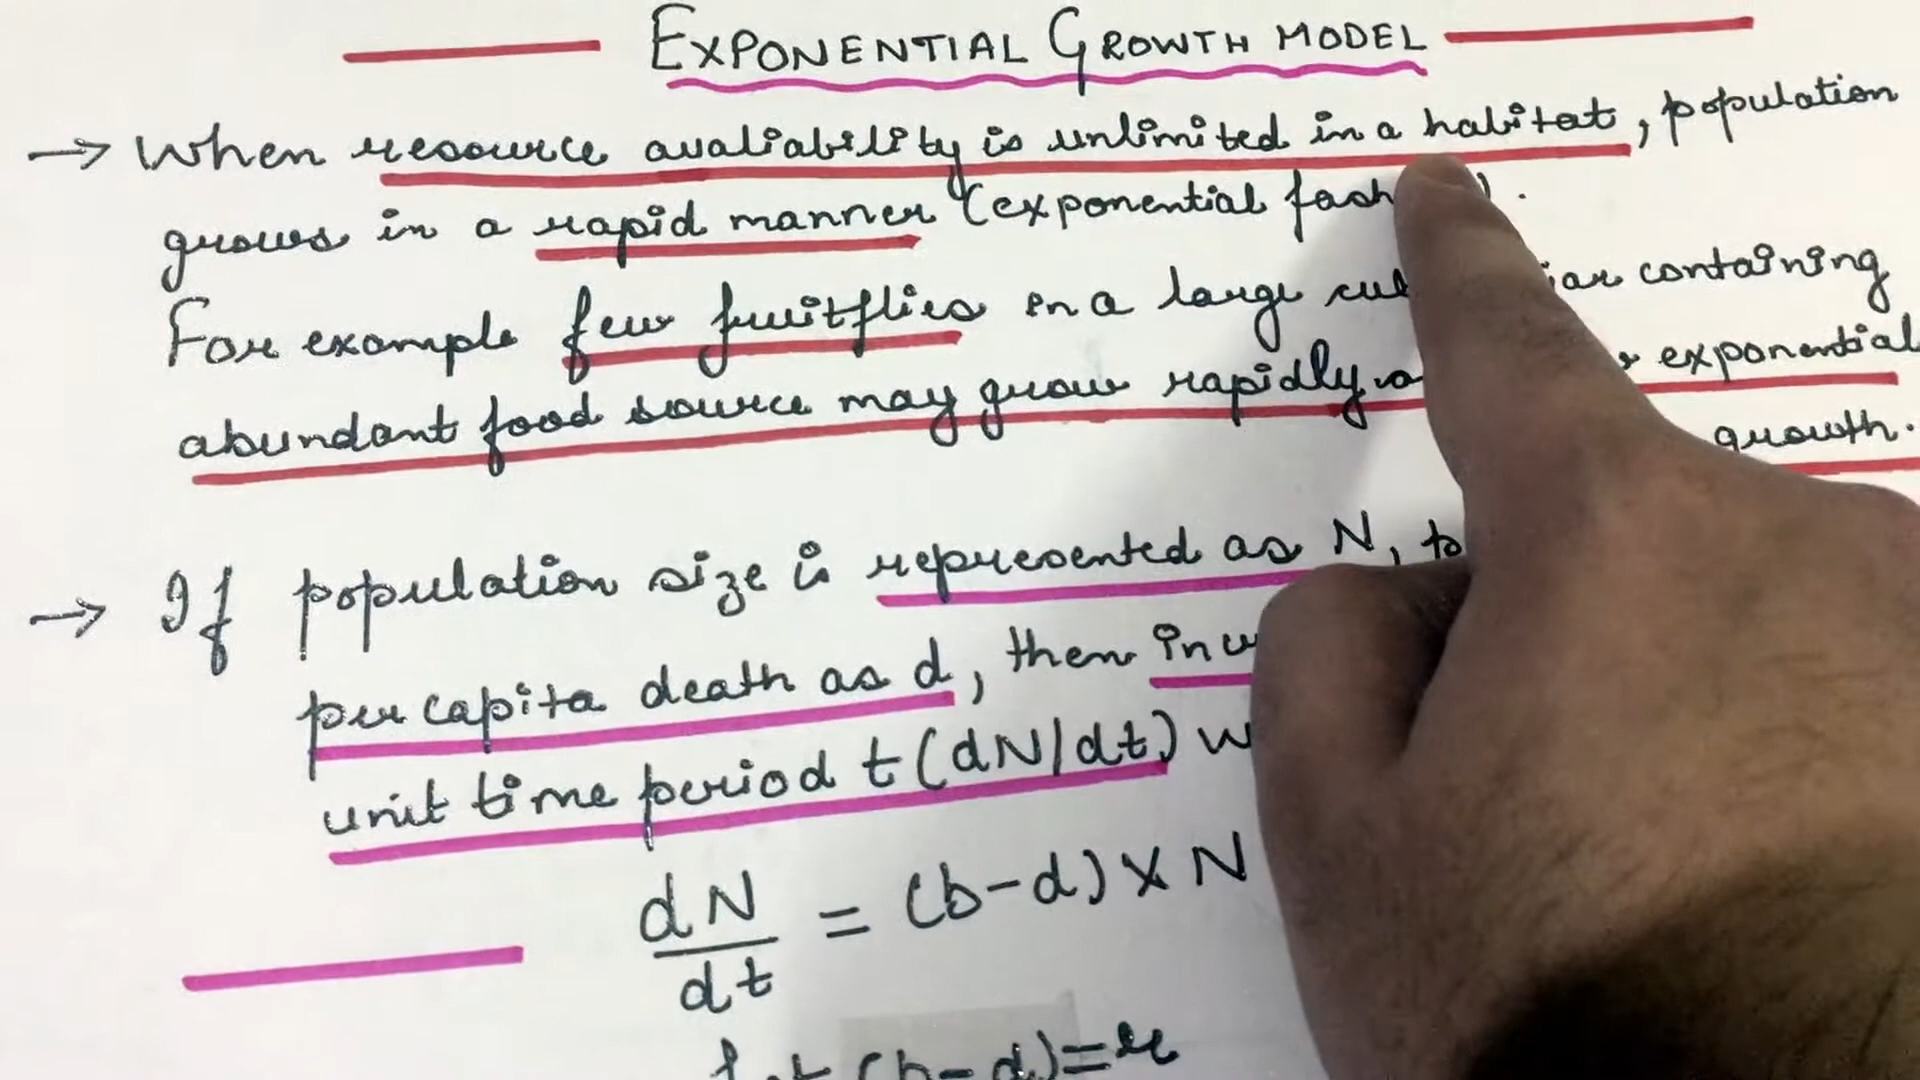 EXPONENTIAL GROWTH MODEL
→ When resource avaliability is unlimited in a habitat, population
grows in a rapid manner (exponential ).
For example few fruitflies in a large containing
abundant food source may grow rapidly exponential
growth.
→ If population size is represented as N,
per capita death as d, then
unit time period t (dN/dt)
dN/dt = (b-d) × N
Let (b-d)=r